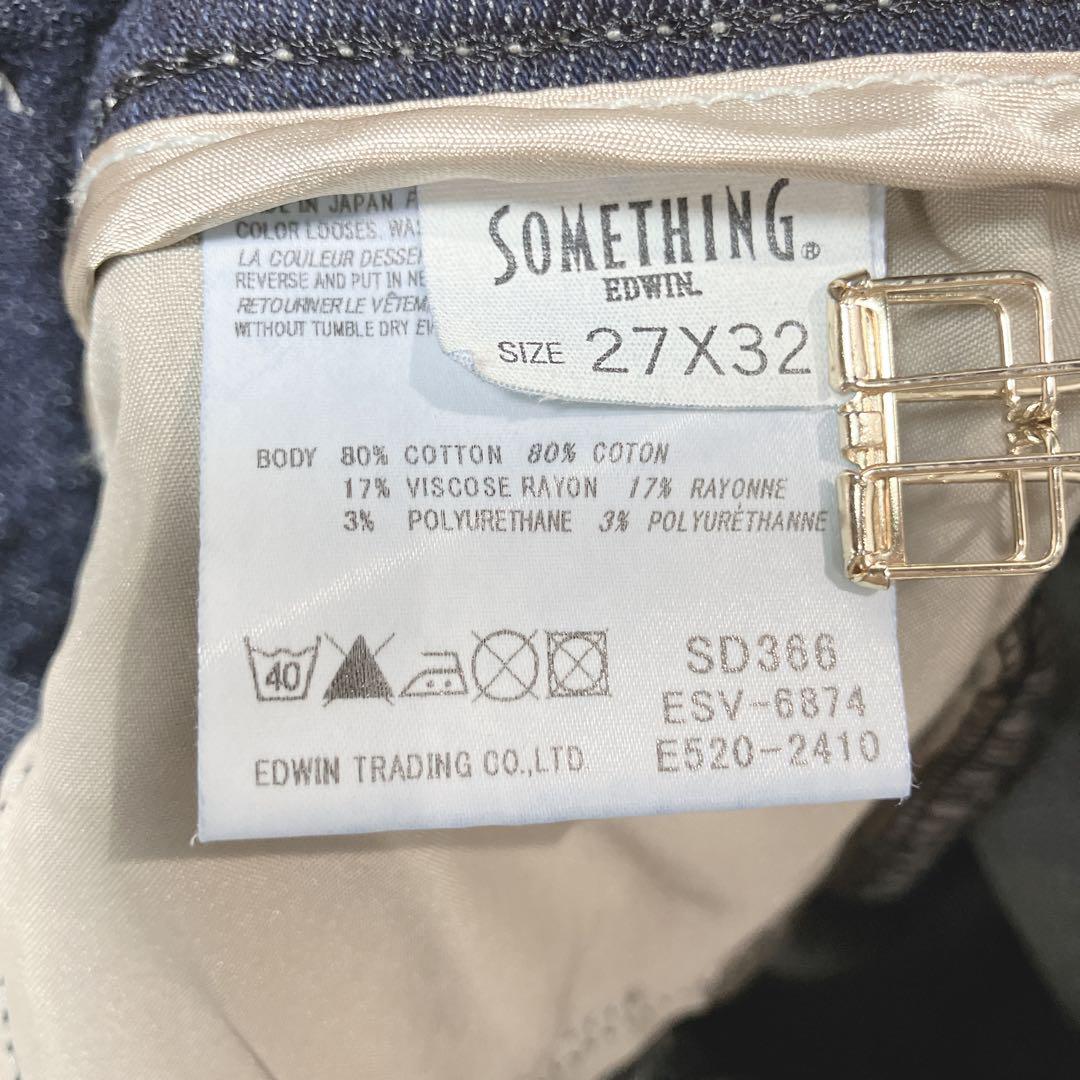 IN JAPAN
COLOR LOOSES. WAS
LA COULEUR DESSE
REVERSE AND PUT IN NE
RETOURNER LE VÊTEM
WITHOUT TUMBLE DRY
SOMETHING®
EDWIN.
SIZE 27X32
BODY 80% COTTON 80% COTON
17% VISCOSE RAYON 17% RAYONNE
3% POLYURETHANE 3% POLYURÉTHANNE
40
SD366
ESV-6874
E520-2410
EDWIN TRADING CO.,LTD